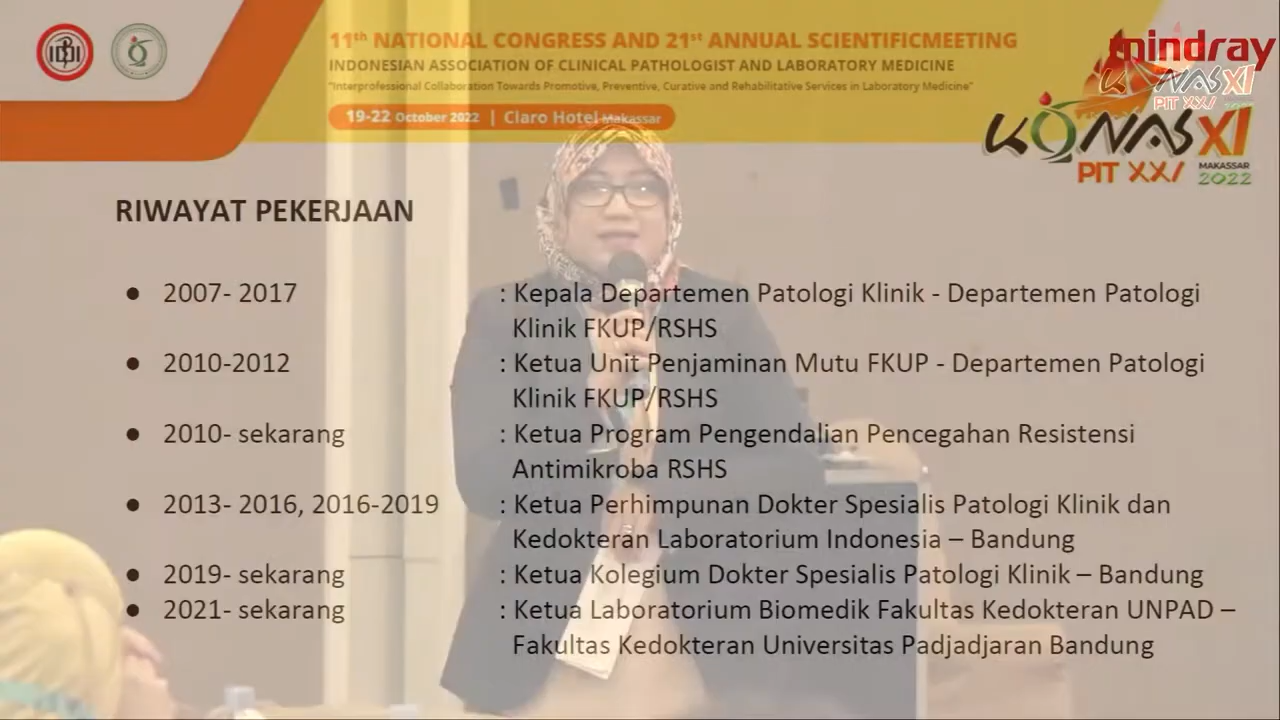 11th NATIONAL CONGRESS AND 21st ANNUAL SCIENTIFICMEETING
INDONESIAN ASSOCIATION OF CLINICAL PATHOLOGIST AND LABORATORY MEDICINE
"Interprofessional Collaboration Towards Promotive, Preventive, Curative and Rehabilitative Services in Laboratory Medicine"
19-22 October 2022 | Claro Hotel Makassar
mindray
KONAS XI
PIT XXI 2022
KONAS XI
PIT XXI MAKASSAR 2022
RIWAYAT PEKERJAAN
● 2007- 2017 : Kepala Departemen Patologi Klinik - Departemen Patologi
Klinik FKUP/RSHS
● 2010-2012 : Ketua Unit Penjaminan Mutu FKUP - Departemen Patologi
Klinik FKUP/RSHS
● 2010- sekarang : Ketua Program Pengendalian Pencegahan Resistensi
Antimikroba RSHS
● 2013- 2016, 2016-2019 : Ketua Perhimpunan Dokter Spesialis Patologi Klinik dan
Kedokteran Laboratorium Indonesia – Bandung
● 2019- sekarang : Ketua Kolegium Dokter Spesialis Patologi Klinik – Bandung
● 2021- sekarang : Ketua Laboratorium Biomedik Fakultas Kedokteran UNPAD –
Fakultas Kedokteran Universitas Padjadjaran Bandung